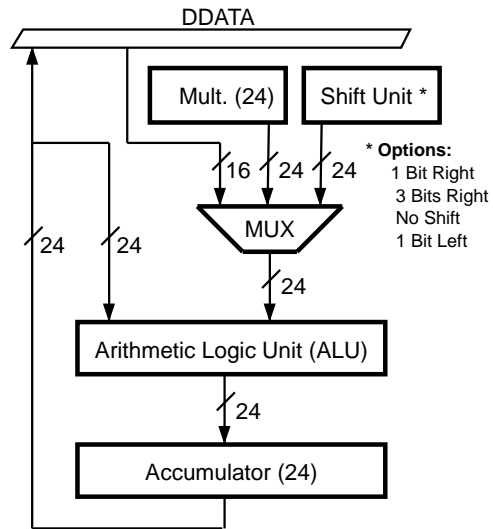 DDATA
Mult. (24)
Shift Unit *
16
24
24
* Options:
1 Bit Right
3 Bits Right
No Shift
1 Bit Left
MUX
24
24
24
Arithmetic Logic Unit (ALU)
24
Accumulator (24)